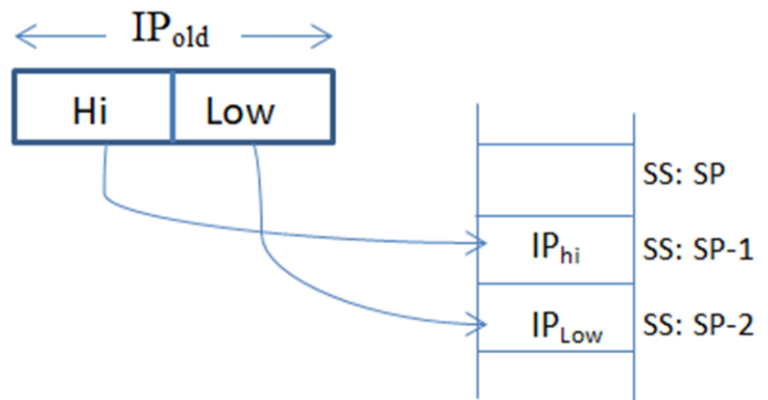 IPold
Hi Low
SS: SP
IPhi SS: SP-1
IPLow SS: SP-2